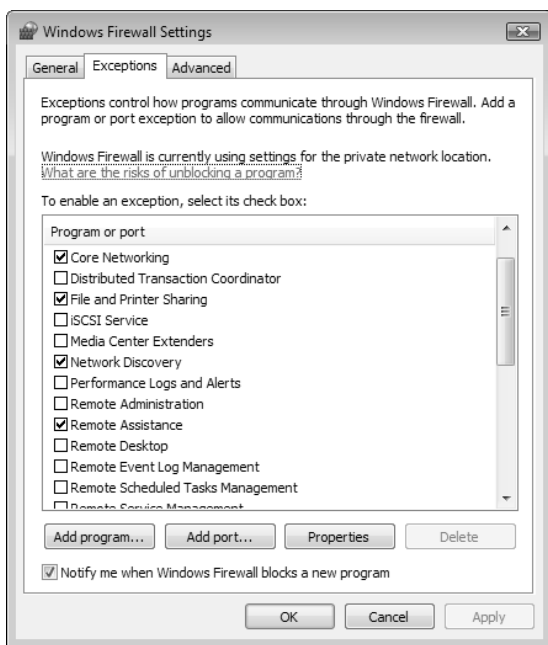 Windows Firewall Settings
General Exceptions Advanced
Exceptions control how programs communicate through Windows Firewall. Add a
program or port exception to allow communications through the firewall.
Windows Firewall is currently using settings for the private network location.
What are the risks of unblocking a program?
To enable an exception, select its check box:
Program or port
Core Networking
Distributed Transaction Coordinator
File and Printer Sharing
iSCSI Service
Media Center Extenders
Network Discovery
Performance Logs and Alerts
Remote Administration
Remote Assistance
Remote Desktop
Remote Event Log Management
Remote Scheduled Tasks Management
Remote Service Management
Add program... Add port... Properties Delete
Notify me when Windows Firewall blocks a new program
OK Cancel Apply